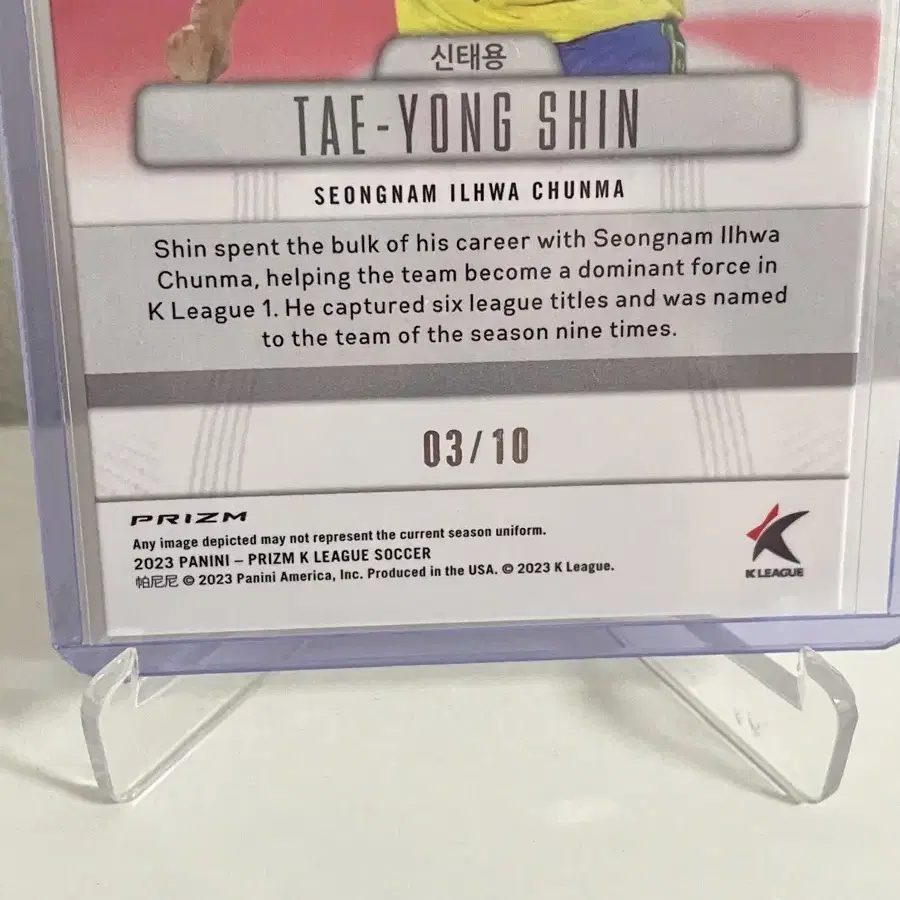 신태용
TAE-YONG SHIN
SEONGNAM ILHWA CHUNMA
Shin spent the bulk of his career with Seongnam Ilhwa
Chunma, helping the team become a dominant force in
K League 1. He captured six league titles and was named
to the team of the season nine times.
03/10
PRIZM
Any image depicted may not represent the current season uniform.
2023 PANINI – PRIZM K LEAGUE SOCCER
帕尼尼 © 2023 Panini America, Inc. Produced in the USA. © 2023 K League.
K LEAGUE